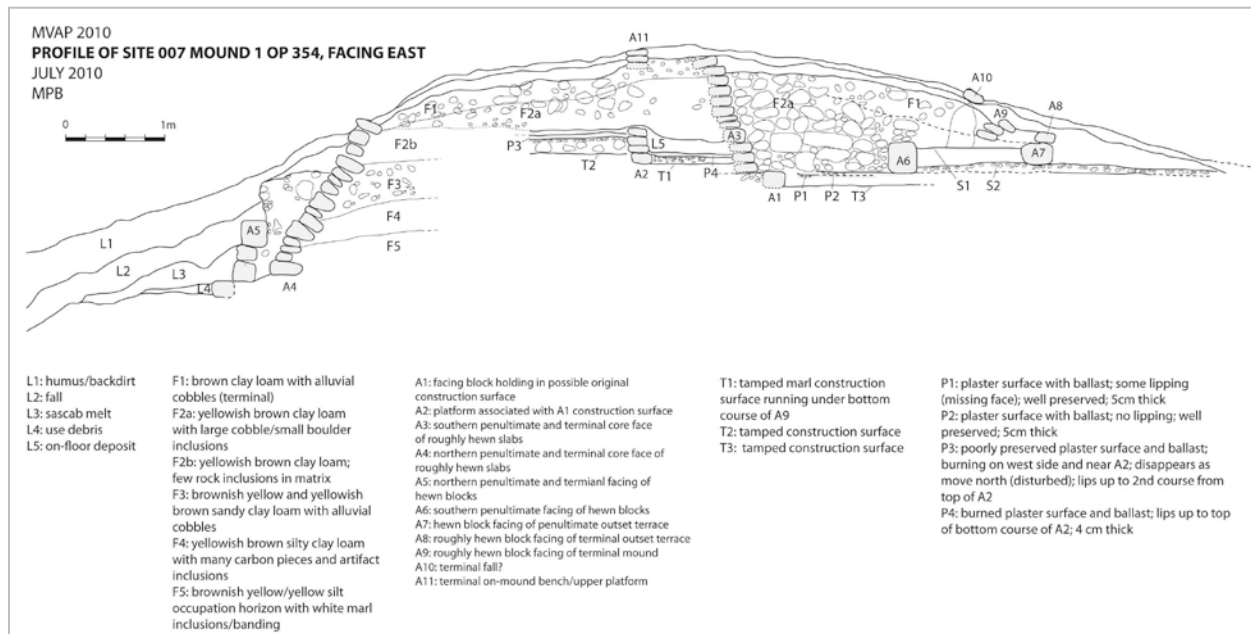 MVAP 2010
PROFILE OF SITE 007 MOUND 1 OP 354, FACING EAST
JULY 2010
MPB
0 1m
A11
A10
A8
A9
F1
F2a
F2a
F1
F2b
P3
L5
A3
A7
A6
T2
A2
T1
P4
F3
A1
P1
P2
T3
S1
S2
F4
A5
F5
L1
L2
L3
L4
A4
L1: humus/backdirt
L2: fall
L3: sascab melt
L4: use debris
L5: on-floor deposit
F1: brown clay loam with alluvial
cobbles (terminal)
F2a: yellowish brown clay loam
with large cobble/small boulder
inclusions
F2b: yellowish brown clay loam;
few rock inclusions in matrix
F3: brownish yellow and yellowish
brown sandy clay loam with alluvial
cobbles
F4: yellowish brown silty clay loam
with many carbon pieces and artifact
inclusions
F5: brownish yellow/yellow silt
occupation horizon with white marl
inclusions/banding
A1: facing block holding in possible original
construction surface
A2: platform associated with A1 construction surface
A3: southern penultimate and terminal core face
of roughly hewn slabs
A4: northern penultimate and terminal core face of
roughly hewn slabs
A5: northern penultimate and termianl facing of
hewn blocks
A6: southern penultimate facing of hewn blocks
A7: hewn block facing of penultimate outset terrace
A8: roughly hewn block facing of terminal outset terrace
A9: roughly hewn block facing of terminal mound
A10: terminal fall?
A11: terminal on-mound bench/upper platform
T1: tamped marl construction
surface running under bottom
course of A9
T2: tamped construction surface
T3: tamped construction surface
P1: plaster surface with ballast; some lipping
(missing face); well preserved; 5cm thick
P2: plaster surface with ballast; no lipping; well
preserved; 5cm thick
P3: poorly preserved plaster surface and ballast;
burning on west side and near A2; disappears as
move north (disturbed); lips up to 2nd course from
top of A2
P4: burned plaster surface and ballast; lips up to top
of bottom course of A2; 4 cm thick